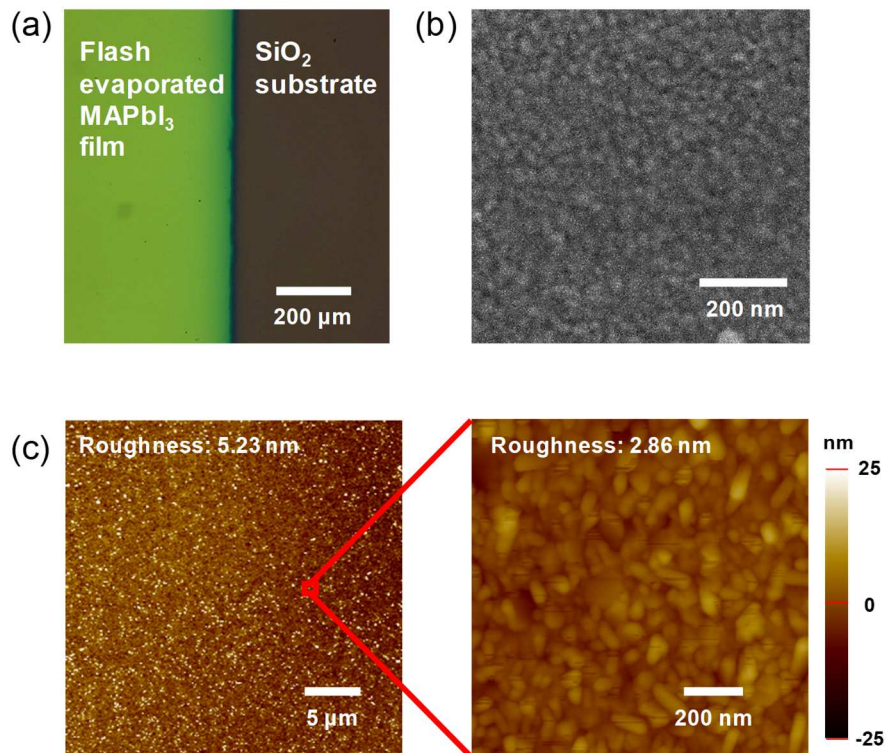 (a)
Flash
evaporated
MAPbI₃
film
SiO₂
substrate
200 µm
(b)
200 nm
(c)
Roughness: 5.23 nm
5 µm
Roughness: 2.86 nm
200 nm
nm
25
0
-25